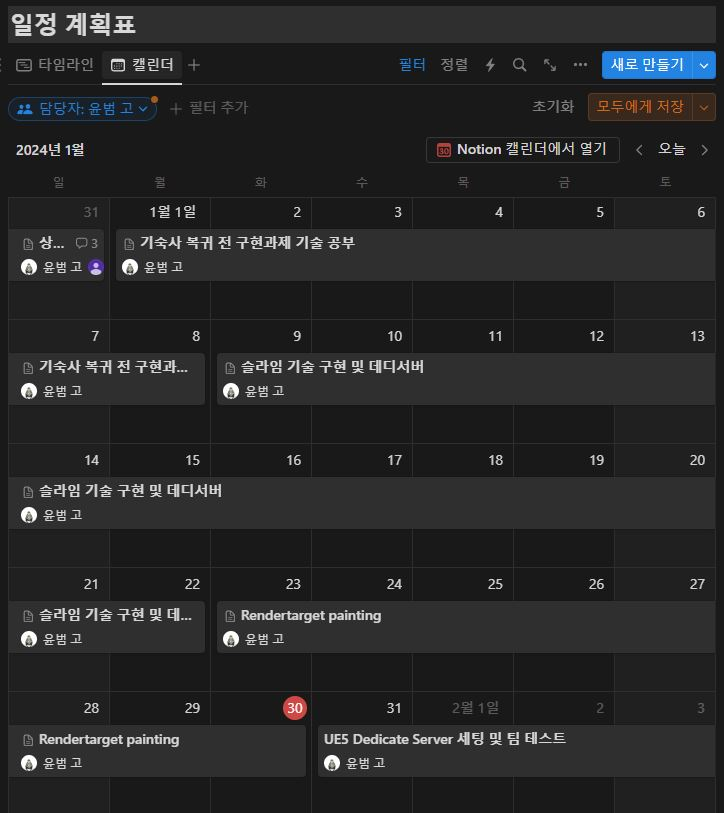 일정 계획표
타임라인 캘린더 필터 정렬 새로 만들기
담당자: 윤범 고 필터 추가 초기화 모두에게 저장
2024년 1월 30 Notion 캘린더에서 열기 오늘
일 월 화 수 목 금 토
31 1월 1일 2 3 4 5 6
상... 3 기숙사 복귀 전 구현과제 기술 공부
윤범 고 윤범 고
7 8 9 10 11 12 13
기숙사 복귀 전 구현과... 슬라임 기술 구현 및 데디서버
윤범 고 윤범 고
14 15 16 17 18 19 20
슬라임 기술 구현 및 데디서버
윤범 고
21 22 23 24 25 26 27
슬라임 기술 구현 및 데... Rendertarget painting
윤범 고 윤범 고
28 29 30 31 2월 1일 2 3
Rendertarget painting UE5 Dedicate Server 세팅 및 팀 테스트
윤범 고 윤범 고